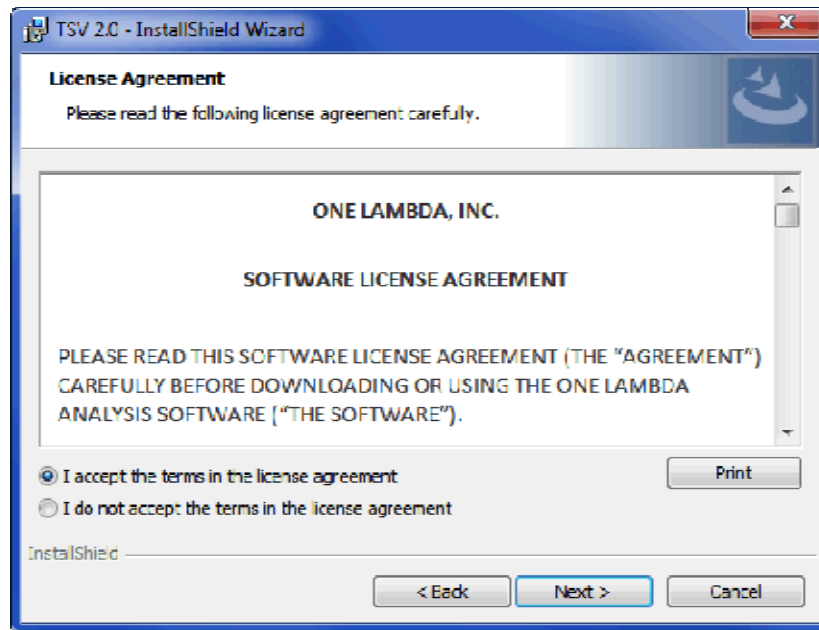 TSV 2.0 - InstallShield Wizard
License Agreement
Please read the following license agreement carefully.
ONE LAMBDA, INC.
SOFTWARE LICENSE AGREEMENT
PLEASE READ THIS SOFTWARE LICENSE AGREEMENT (THE “AGREEMENT”)
CAREFULLY BEFORE DOWNLOADING OR USING THE ONE LAMBDA
ANALYSIS SOFTWARE (“THE SOFTWARE”).
I accept the terms in the license agreement
Print
I do not accept the terms in the license agreement
InstallShield
< Back Next > Cancel